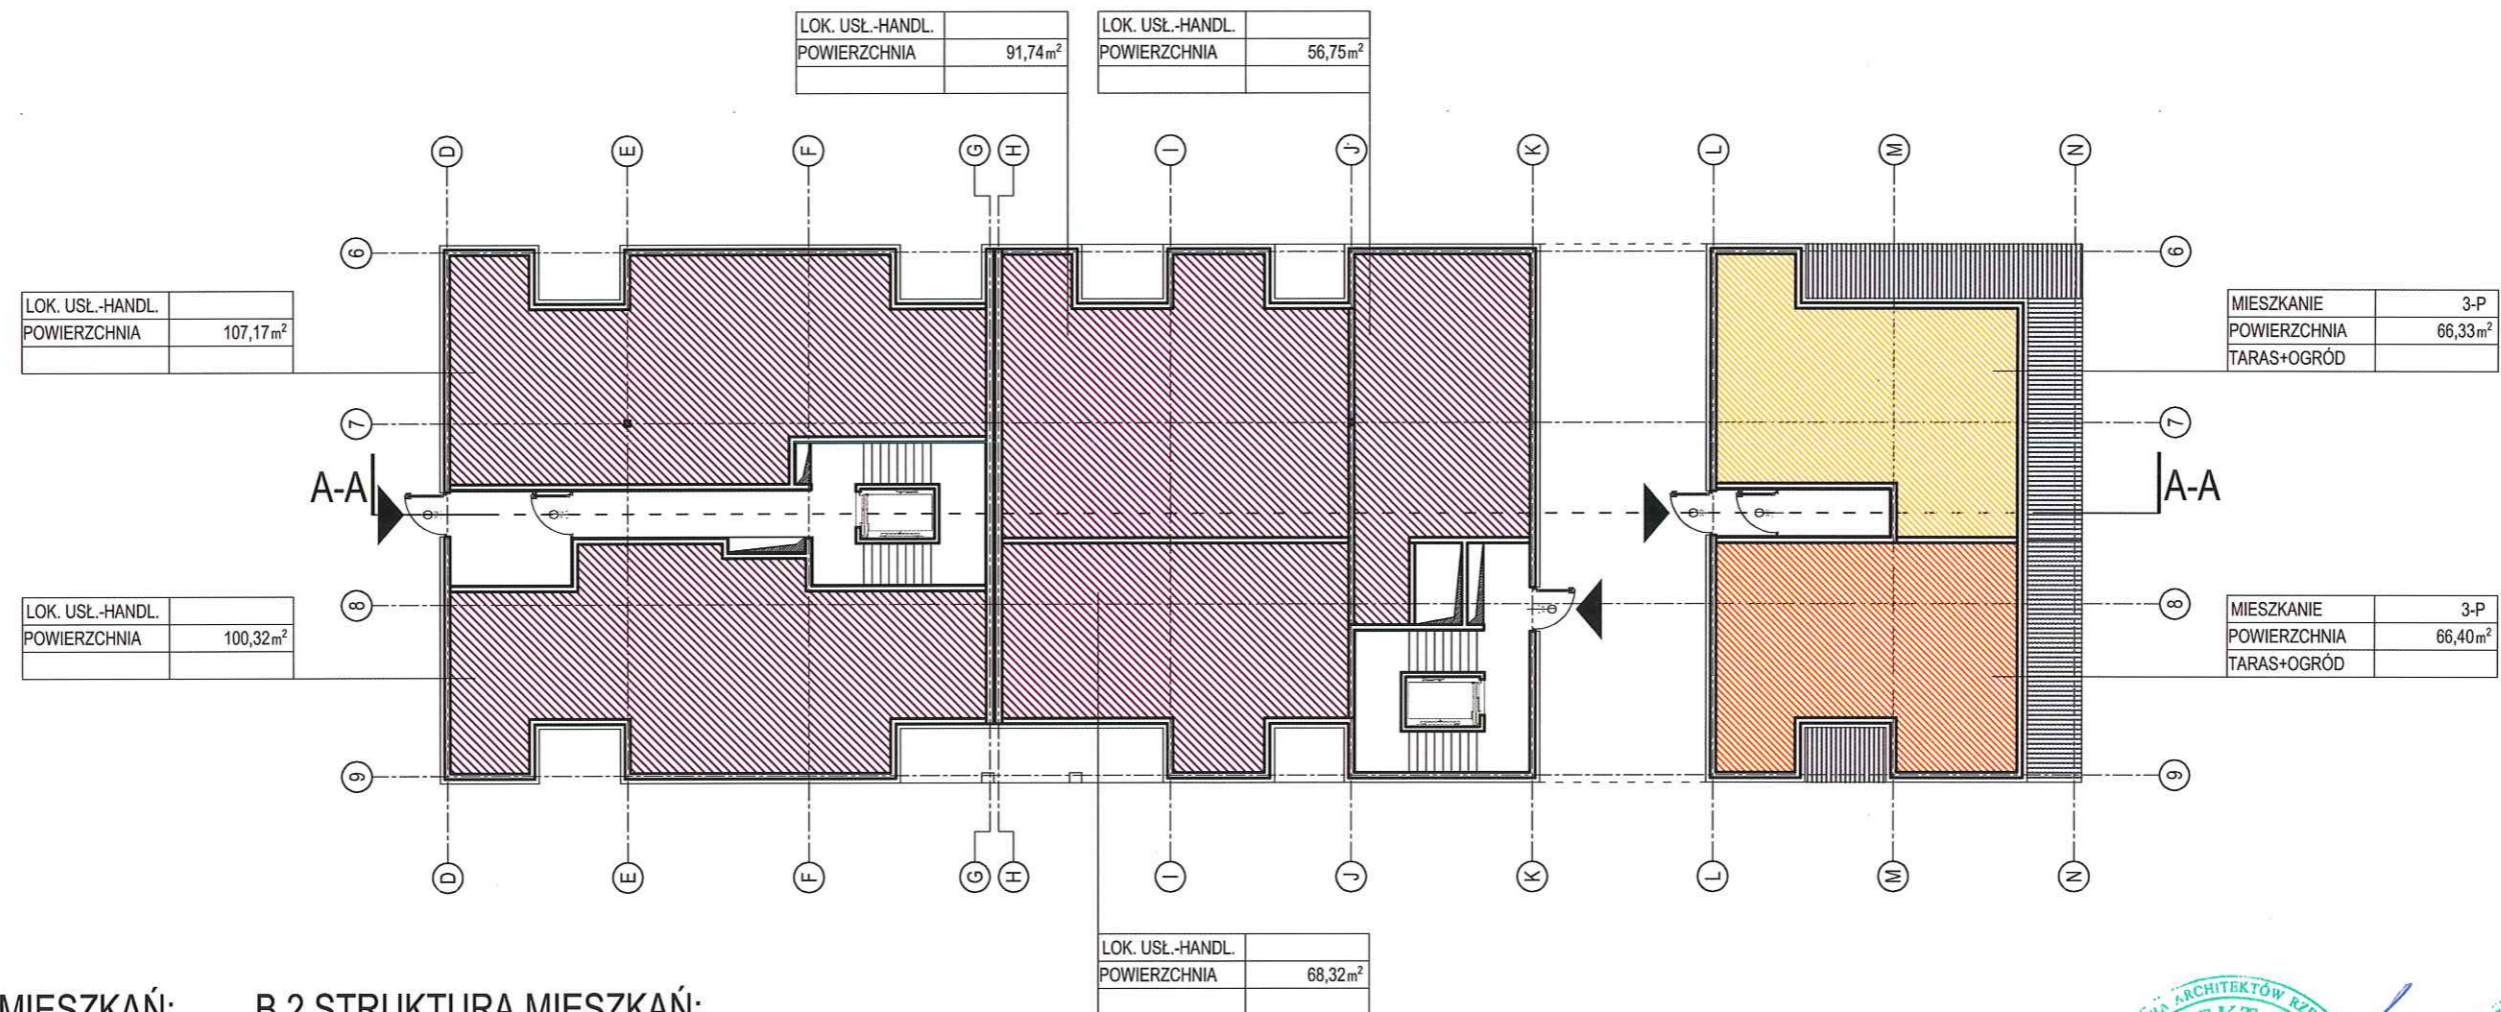 LOK. USŁ.-HANDL.
POWIERZCHNIA 91,74m²
LOK. USŁ.-HANDL.
POWIERZCHNIA 56,75m²
D E F G H I J K L M N
6 6
LOK. USŁ.-HANDL.
POWIERZCHNIA 107,17m²
MIESZKANIE 3-P
POWIERZCHNIA 66,33m²
TARAS+OGRÓD
7 7
A-A A-A
8 8
LOK. USŁ.-HANDL.
POWIERZCHNIA 100,32m²
MIESZKANIE 3-P
POWIERZCHNIA 66,40m²
TARAS+OGRÓD
9 9
D E F G H I J K L M N
LOK. USŁ.-HANDL.
POWIERZCHNIA 68,32m²
MIESZKAŃ: B.2 STRUKTURA MIESZKAŃ:
ARCHITEKTÓW